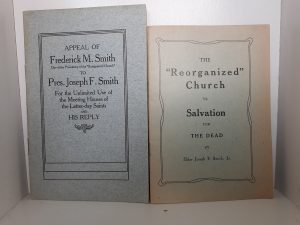 APPEAL OF
Frederick M. Smith
TO
Pres. Joseph F. Smith
For the Unlimited Use of
the Meeting Houses of
the Latter-day Saints
AND
HIS REPLY
THE
"Reorganized"
Church
vs.
Salvation
FOR
THE DEAD
BY
Elder Joseph F. Smith, Jr.